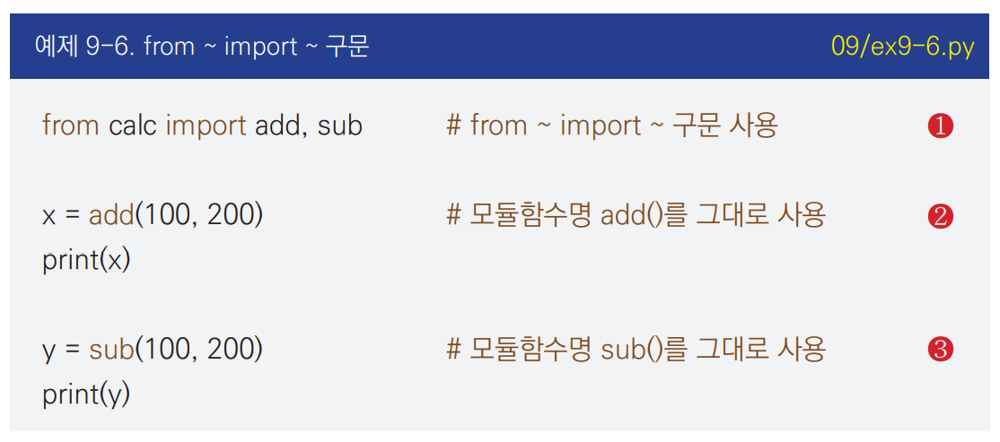 예제 9-6. from ~ import ~ 구문 09/ex9-6.py
from calc import add, sub # from ~ import ~ 구문 사용 ❶
x = add(100, 200) # 모듈함수명 add()를 그대로 사용 ❷
print(x)
y = sub(100, 200) # 모듈함수명 sub()를 그대로 사용 ❸
print(y)